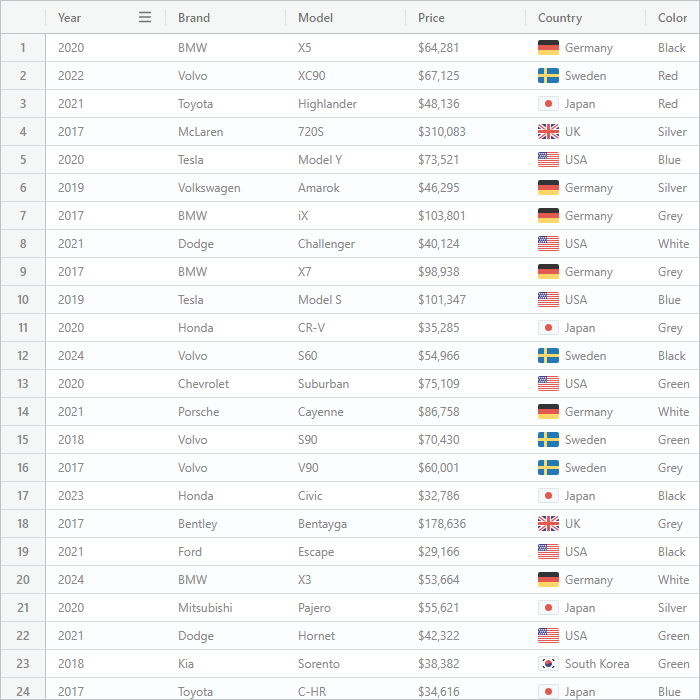 Year Brand Model Price Country Color
1 2020 BMW X5 $64,281 Germany Black
2 2022 Volvo XC90 $67,125 Sweden Red
3 2021 Toyota Highlander $48,136 Japan Red
4 2017 McLaren 720S $310,083 UK Silver
5 2020 Tesla Model Y $73,521 USA Blue
6 2019 Volkswagen Amarok $46,295 Germany Silver
7 2017 BMW iX $103,801 Germany Grey
8 2021 Dodge Challenger $40,124 USA White
9 2017 BMW X7 $98,938 Germany Grey
10 2019 Tesla Model S $101,347 USA Blue
11 2020 Honda CR-V $35,285 Japan Grey
12 2024 Volvo S60 $54,966 Sweden Black
13 2020 Chevrolet Suburban $75,109 USA Green
14 2021 Porsche Cayenne $86,758 Germany White
15 2018 Volvo S90 $70,430 Sweden Green
16 2017 Volvo V90 $60,001 Sweden Grey
17 2023 Honda Civic $32,786 Japan Black
18 2017 Bentley Bentayga $178,636 UK Grey
19 2021 Ford Escape $29,166 USA Black
20 2024 BMW X3 $53,664 Germany White
21 2020 Mitsubishi Pajero $55,621 Japan Silver
22 2021 Dodge Hornet $42,322 USA Green
23 2018 Kia Sorento $38,382 South Korea Green
24 2017 Toyota C-HR $34,616 Japan Blue